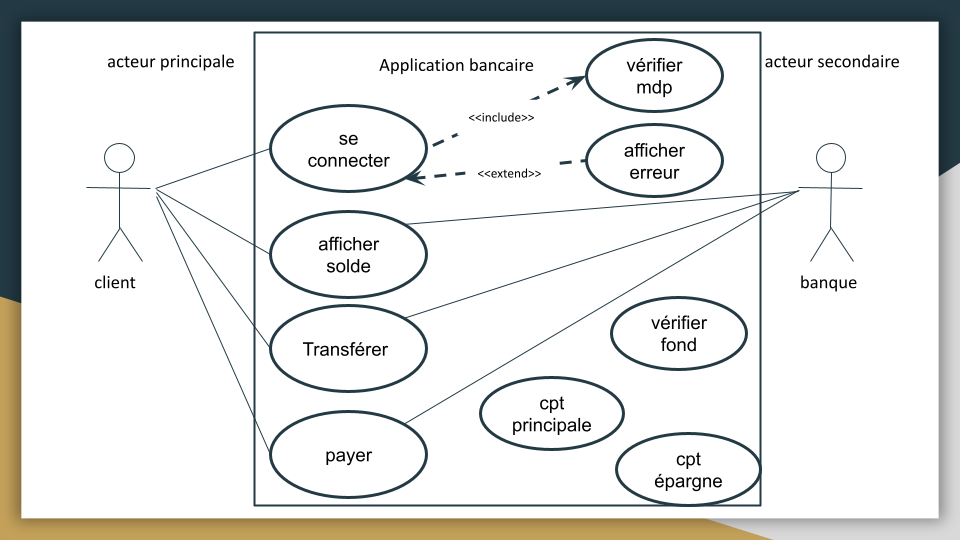 acteur principale
Application bancaire
acteur secondaire
vérifier
mdp
<<include>>
se
connecter
afficher
erreur
<<extend>>
afficher
solde
client
banque
vérifier
fond
Transférer
cpt
principale
payer
cpt
épargne